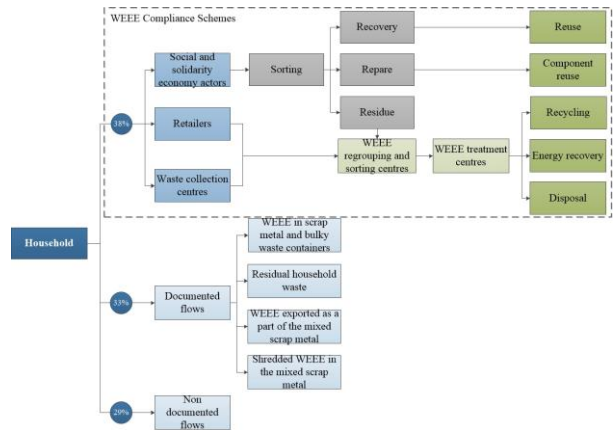 WEEE Compliance Schemes
Social and
solidarity
economy actors
Sorting
Recovery
Reuse
Repare
Component
reuse
Residue
Recycling
38%
Retailers
WEEE
regrouping and
sorting centres
WEEE treatment
centres
Energy recovery
Waste collection
centres
Disposal
Household
WEEE in scrap
metal and bulky
waste containers
Residual household
waste
33%
Documented
flows
WEEE exported as a
part of the mixed
scrap metal
Shredded WEEE in
the mixed scrap
metal
29%
Non
documented
flows